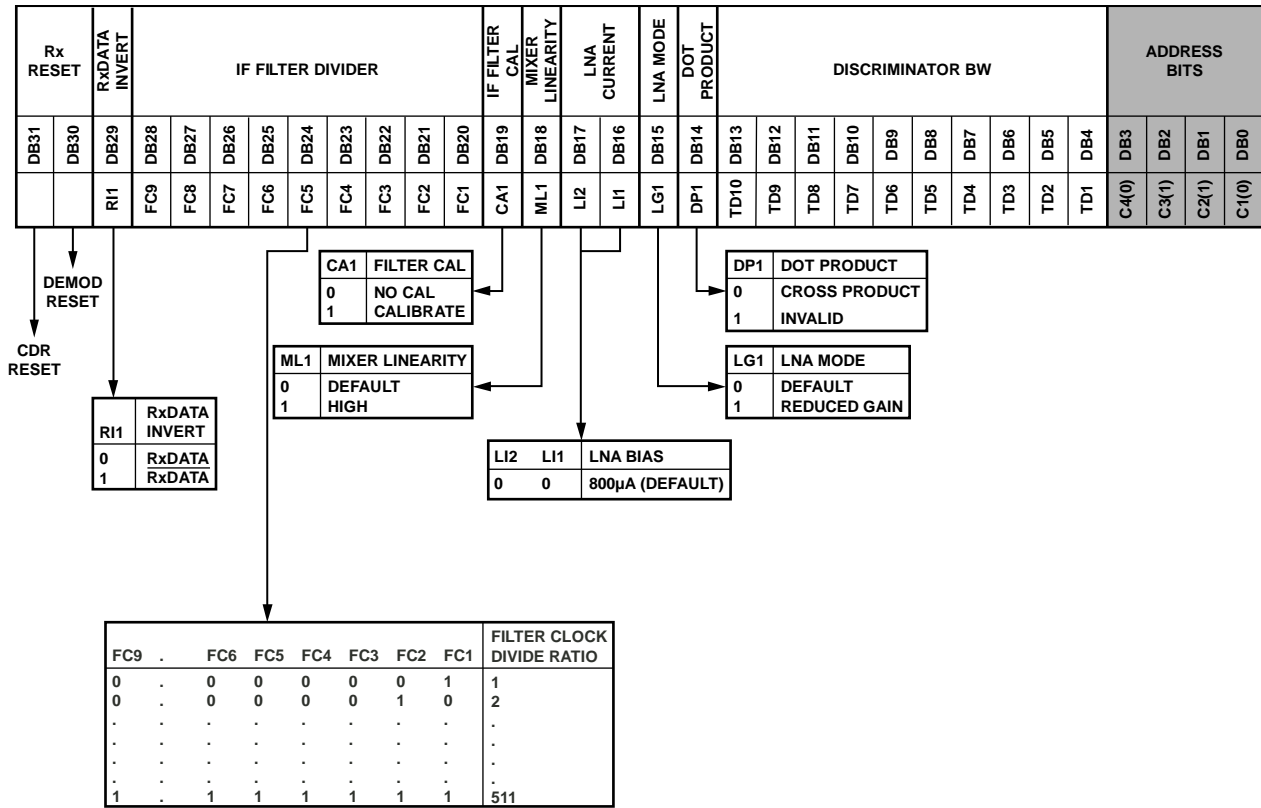 Rx RESET
RxDATA INVERT
IF FILTER DIVIDER
IF FILTER CAL
MIXER LINEARITY
LNA CURRENT
LNA MODE
DOT PRODUCT
DISCRIMINATOR BW
ADDRESS BITS
DB31 DB30 DB29 DB28 DB27 DB26 DB25 DB24 DB23 DB22 DB21 DB20 DB19 DB18 DB17 DB16 DB15 DB14 DB13 DB12 DB11 DB10 DB9 DB8 DB7 DB6 DB5 DB4 DB3 DB2 DB1 DB0
RI1 FC9 FC8 FC7 FC6 FC5 FC4 FC3 FC2 FC1 CA1 ML1 LI2 LI1 LG1 DP1 TD10 TD9 TD8 TD7 TD6 TD5 TD4 TD3 TD2 TD1 C4(0) C3(1) C2(1) C1(0)
DEMOD
RESET
CDR
RESET
CA1 FILTER CAL
0 NO CAL
1 CALIBRATE
DP1 DOT PRODUCT
0 CROSS PRODUCT
1 INVALID
ML1 MIXER LINEARITY
0 DEFAULT
1 HIGH
LG1 LNA MODE
0 DEFAULT
1 REDUCED GAIN
RI1 RxDATA INVERT
0 RxDATA
1 RxDATA
LI2 LI1 LNA BIAS
0 0 800µA (DEFAULT)
FC9 . FC6 FC5 FC4 FC3 FC2 FC1 FILTER CLOCK DIVIDE RATIO
0 . 0 0 0 0 0 1 1
0 . 0 0 0 0 1 0 2
. . . . . . . . .
. . . . . . . . .
. . . . . . . . .
. . . . . . . . .
1 . 1 1 1 1 1 1 511